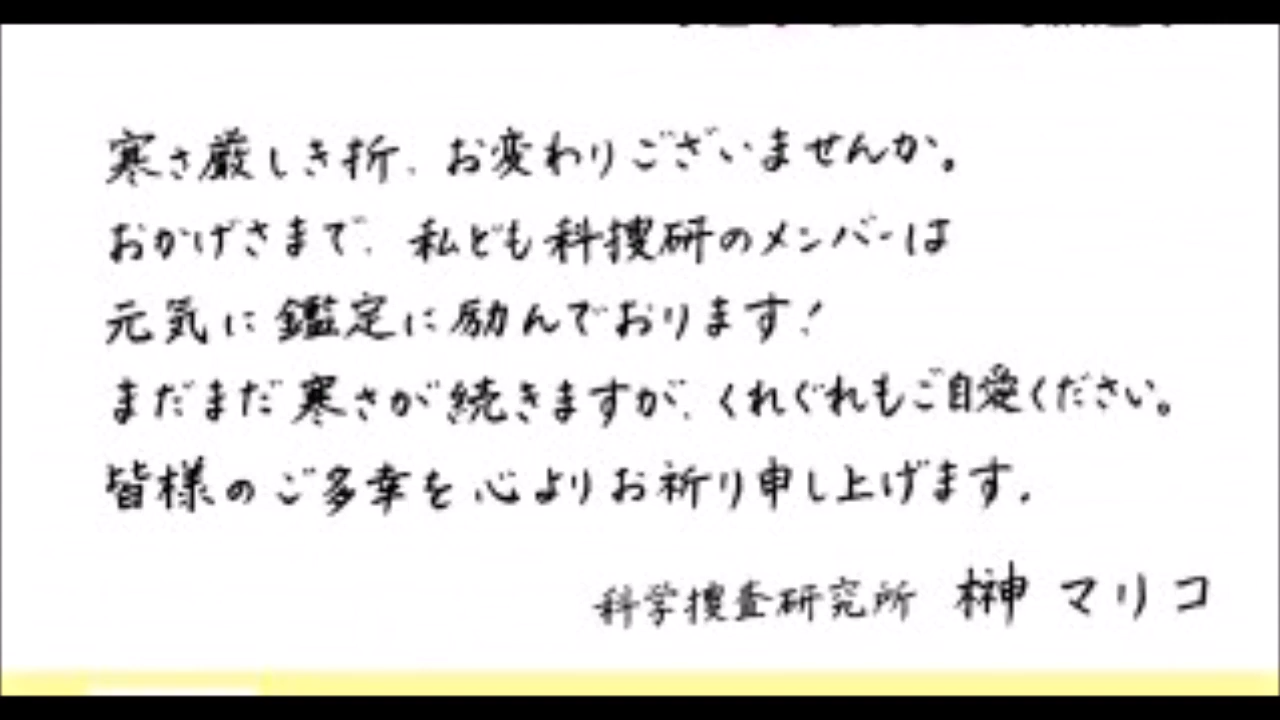 寒さ厳しき折、お変わりございませんか。
おかげさまで、私ども科捜研のメンバーは
元気に鑑定に励んでおります!
まだまだ寒さが続きますが、くれぐれもご自愛ください。
皆様のご多幸を心よりお祈り申し上げます。
科学捜査研究所 榊 マリコ